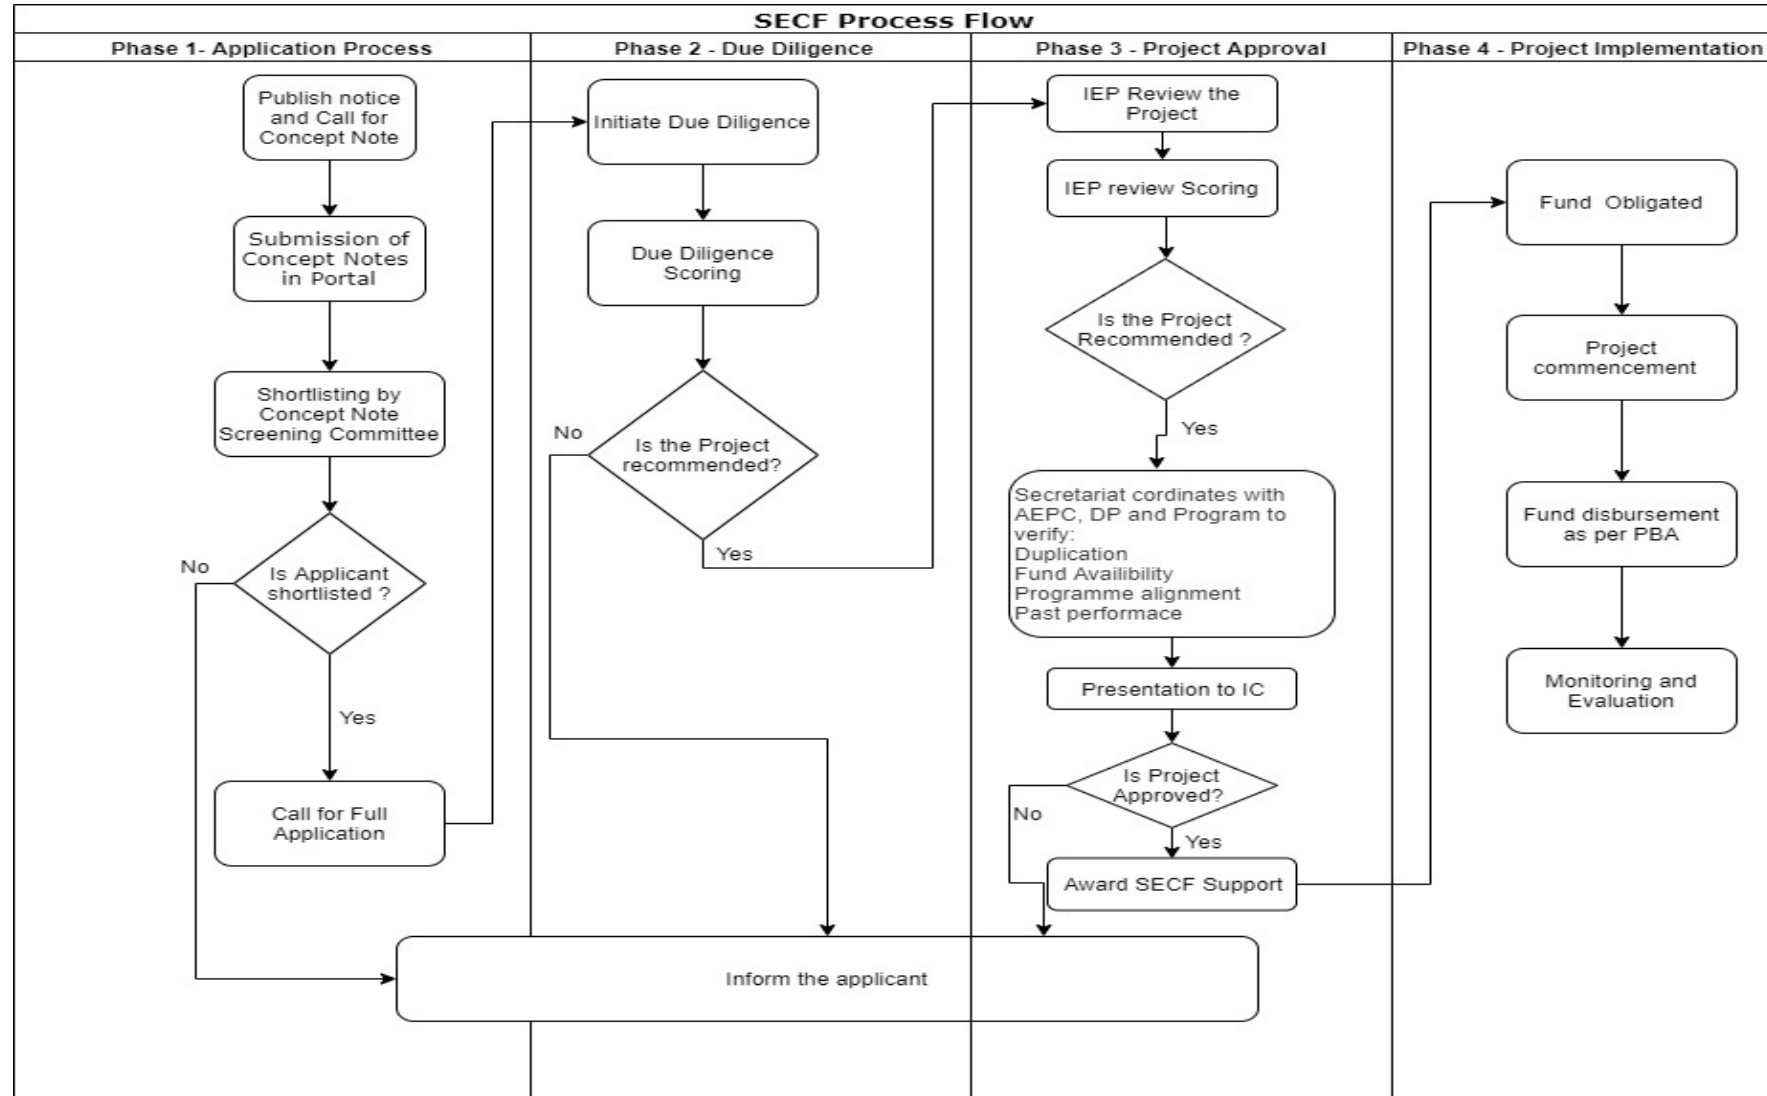 SECF Process Flow
Phase 1- Application Process
Phase 2 - Due Diligence
Phase 3 - Project Approval
Phase 4 - Project Implementation
Publish notice
and Call for
Concept Note
Submission of
Concept Notes
in Portal
Shortlisting by
Concept Note
Screening Committee
No
Is Applicant
shortlisted ?
Yes
Call for Full
Application
Initiate Due Diligence
Due Diligence
Scoring
No
Is the Project
recommended?
Yes
IEP Review the
Project
IEP review Scoring
Is the Project
Recommended ?
Yes
Secretariat cordinates with
AEPC, DP and Program to
verify:
Duplication
Fund Availibility
Programme alignment
Past performace
Presentation to IC
Is Project
Approved?
No
Yes
Award SECF Support
Fund Obligated
Project
commencement
Fund disbursement
as per PBA
Monitoring and
Evaluation
Inform the applicant